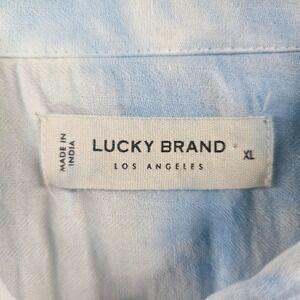 MADE IN
INDIA
LUCKY BRAND
LOS ANGELES
XL